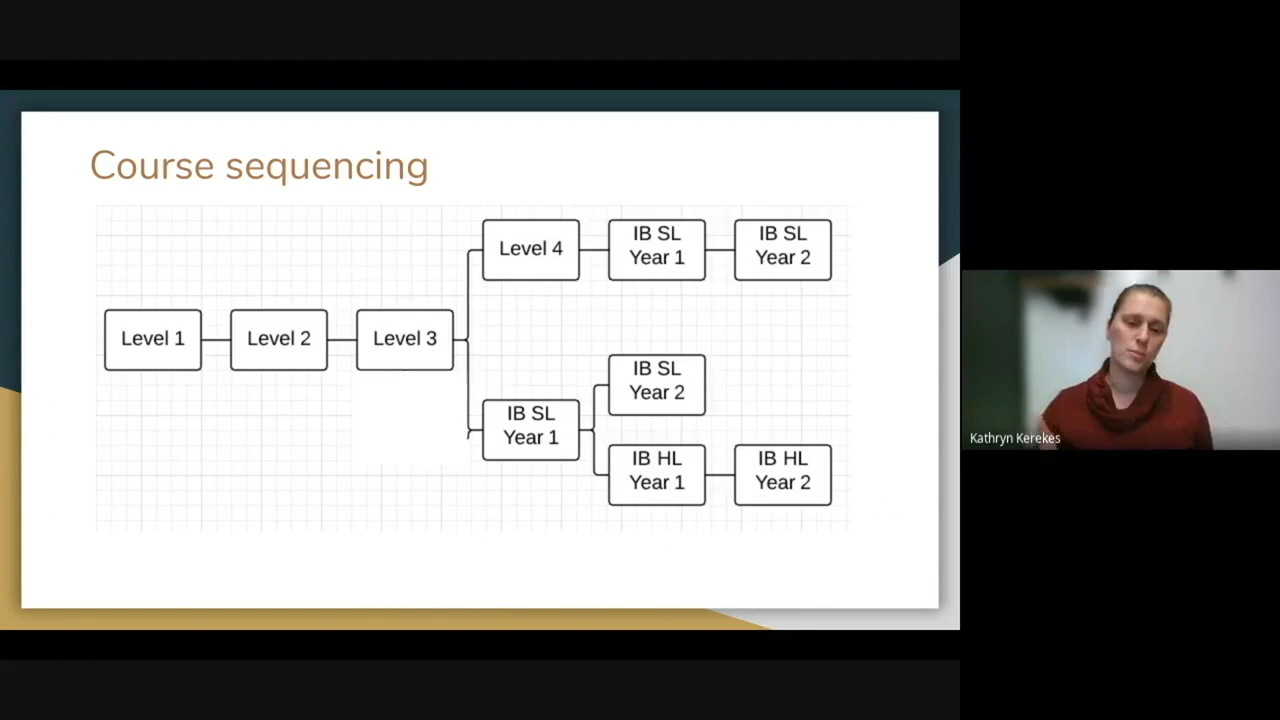 Course sequencing
Level 1
Level 2
Level 3
Level 4
IB SL
Year 1
IB SL
Year 2
IB SL
Year 1
IB SL
Year 2
IB HL
Year 1
IB HL
Year 2
Kathryn Kerekes